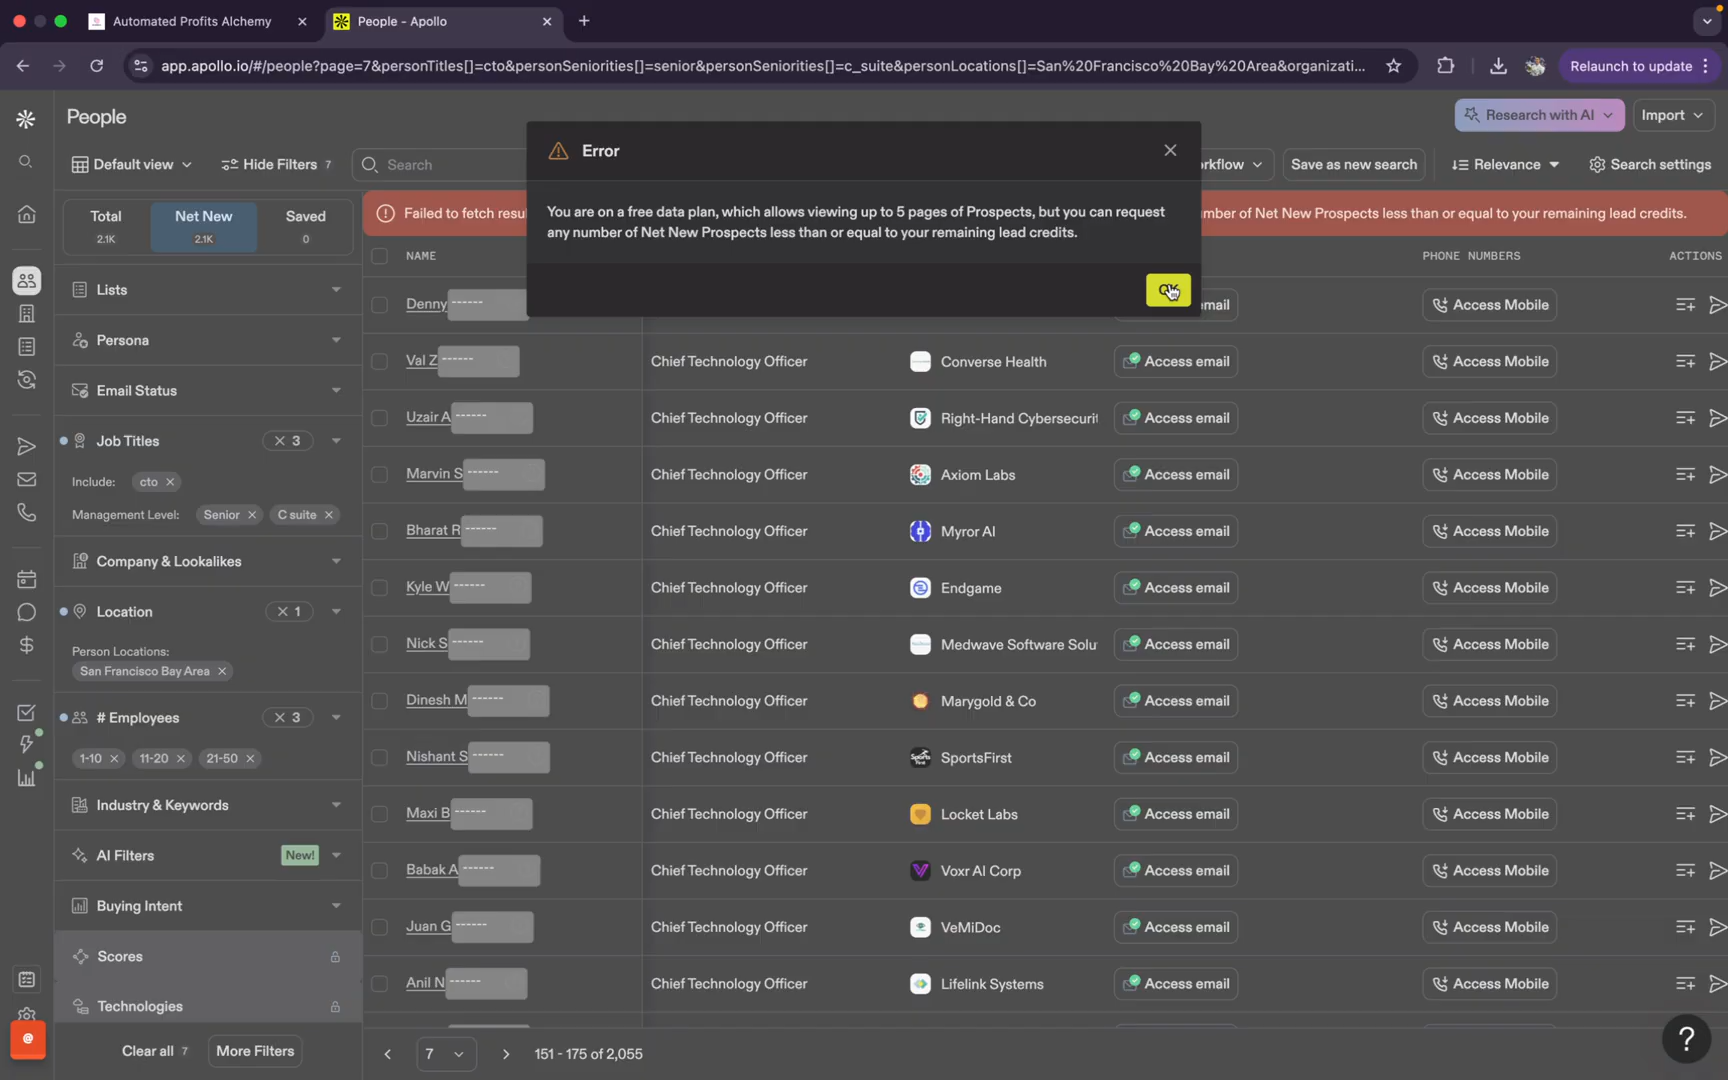 Automated Profits Alchemy
People - Apollo
app.apollo.io/#/people?page=7&personTitles[]=cto&personSeniorities[]=senior&personSeniorities[]=c_suite&personLocations[]=San%20Francisco%20Bay%20Area&organizati...
Relaunch to update
People
Research with AI
Import
Default view
Hide Filters 7
Search
rkflow
Save as new search
Relevance
Search settings
Error
You are on a free data plan, which allows viewing up to 5 pages of Prospects, but you can request
any number of Net New Prospects less than or equal to your remaining lead credits.
Total
2.1K
Net New
2.1K
Saved
0
Failed to fetch resu
mber of Net New Prospects less than or equal to your remaining lead credits.
NAME
PHONE NUMBERS
ACTIONS
Lists
Persona
Email Status
Job Titles
3
Include:
cto
Management Level:
Senior
C suite
Company & Lookalikes
Location
1
Person Locations:
San Francisco Bay Area
# Employees
3
1-10
11-20
21-50
Industry & Keywords
AI Filters
New!
Buying Intent
Scores
Technologies
Clear all 7
More Filters
Denny ------
mail
Access Mobile
Val Z ------
Chief Technology Officer
Converse Health
Access email
Access Mobile
Uzair A ------
Chief Technology Officer
Right-Hand Cybersecurit
Access email
Access Mobile
Marvin S ------
Chief Technology Officer
Axiom Labs
Access email
Access Mobile
Bharat R ------
Chief Technology Officer
Myror AI
Access email
Access Mobile
Kyle W ------
Chief Technology Officer
Endgame
Access email
Access Mobile
Nick S ------
Chief Technology Officer
Medwave Software Solu
Access email
Access Mobile
Dinesh M ------
Chief Technology Officer
Marygold & Co
Access email
Access Mobile
Nishant S ------
Chief Technology Officer
SportsFirst
Access email
Access Mobile
Maxi B ------
Chief Technology Officer
Locket Labs
Access email
Access Mobile
Babak A ------
Chief Technology Officer
Voxr AI Corp
Access email
Access Mobile
Juan G ------
Chief Technology Officer
VeMiDoc
Access email
Access Mobile
Anil N ------
Chief Technology Officer
Lifelink Systems
Access email
Access Mobile
7
151 - 175 of 2,055
?